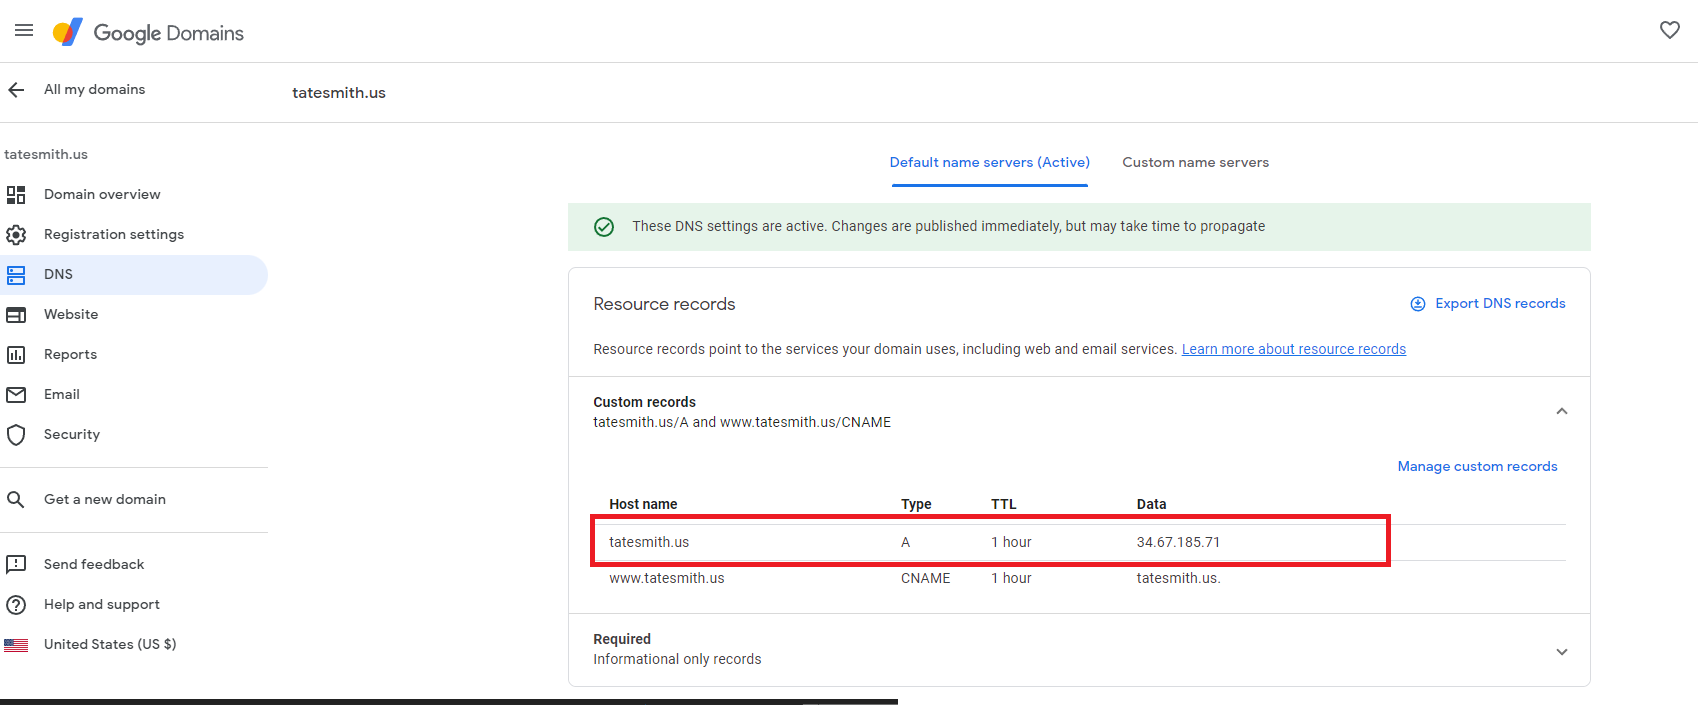 Google Domains
All my domains
tatesmith.us
tatesmith.us
Domain overview
Registration settings
DNS
Website
Reports
Email
Security
Get a new domain
Send feedback
Help and support
United States (US $)
Default name servers (Active)
Custom name servers
These DNS settings are active. Changes are published immediately, but may take time to propagate
Resource records
Export DNS records
Resource records point to the services your domain uses, including web and email services. Learn more about resource records
Custom records
tatesmith.us/A and www.tatesmith.us/CNAME
Manage custom records
Host name Type TTL Data
tatesmith.us A 1 hour 34.67.185.71
www.tatesmith.us CNAME 1 hour tatesmith.us.
Required
Informational only records